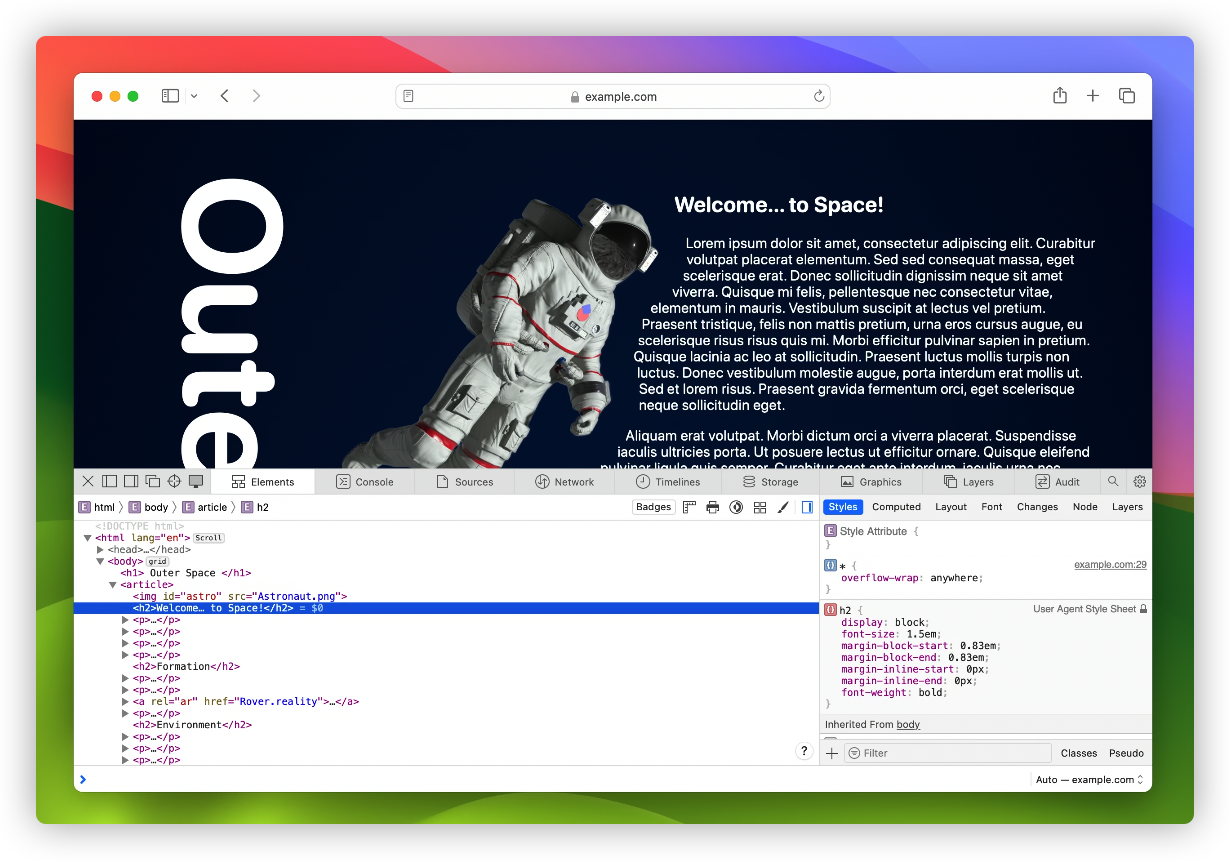 example.com
Oute
Welcome... to Space!
Lorem ipsum dolor sit amet, consectetur adipiscing elit. Curabitur
volutpat placerat elementum. Sed sed consequat massa, eget
scelerisque erat. Donec sollicitudin dignissim neque sit amet
viverra. Quisque mi felis, pellentesque nec consectetur vitae,
elementum in mauris. Vestibulum suscipit at lectus vel pretium.
Praesent tristique, felis non mattis pretium, urna eros cursus augue, eu
scelerisque risus risus quis mi. Morbi efficitur pulvinar sapien in pretium.
Quisque lacinia ac leo at sollicitudin. Praesent luctus mollis turpis non
luctus. Donec vestibulum molestie augue, porta interdum erat mollis ut.
Sed et lorem risus. Praesent gravida fermentum orci, eget scelerisque
neque sollicitudin eget.
Aliquam erat volutpat. Morbi dictum orci a viverra placerat. Suspendisse
iaculis ultricies porta. Ut posuere lectus ut efficitur ornare. Quisque eleifend
pulvinar ligula quis semper. Curabitur eget ante interdum, iaculis urna nec
Elements Console Sources Network Timelines Storage Graphics Layers Audit
E html E body E article E h2 Badges
Styles Computed Layout Font Changes Node Layers
<!DOCTYPE html>
<html lang="en"> Scroll
<head>…</head>
<body> grid
<h1> Outer Space </h1>
<article>
<img id="astro" src="Astronaut.png">
<h2>Welcome… to Space!</h2> = $0
<p>…</p>
<p>…</p>
<p>…</p>
<p>…</p>
<h2>Formation</h2>
<p>…</p>
<p>…</p>
<a rel="ar" href="Rover.reality">…</a>
<p>…</p>
<h2>Environment</h2>
<p>…</p>
<p>…</p>
<p>…</p>
?
E Style Attribute {
}
* { example.com:29
overflow-wrap: anywhere;
}
h2 { User Agent Style Sheet
display: block;
font-size: 1.5em;
margin-block-start: 0.83em;
margin-block-end: 0.83em;
margin-inline-start: 0px;
margin-inline-end: 0px;
font-weight: bold;
}
Inherited From body
Filter Classes Pseudo
Auto — example.com